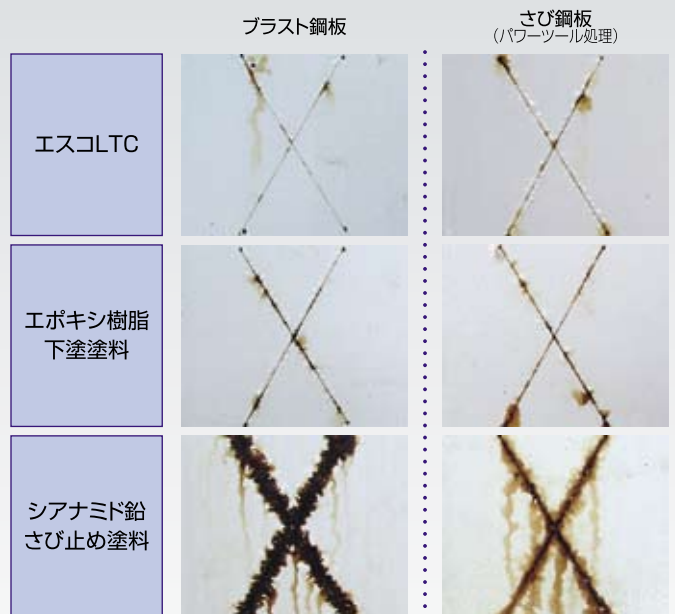 ブラスト鋼板
さび鋼板
（パワーツール処理）
エスコLTC
エポキシ樹脂
下塗塗料
シアナミド鉛
さび止め塗料